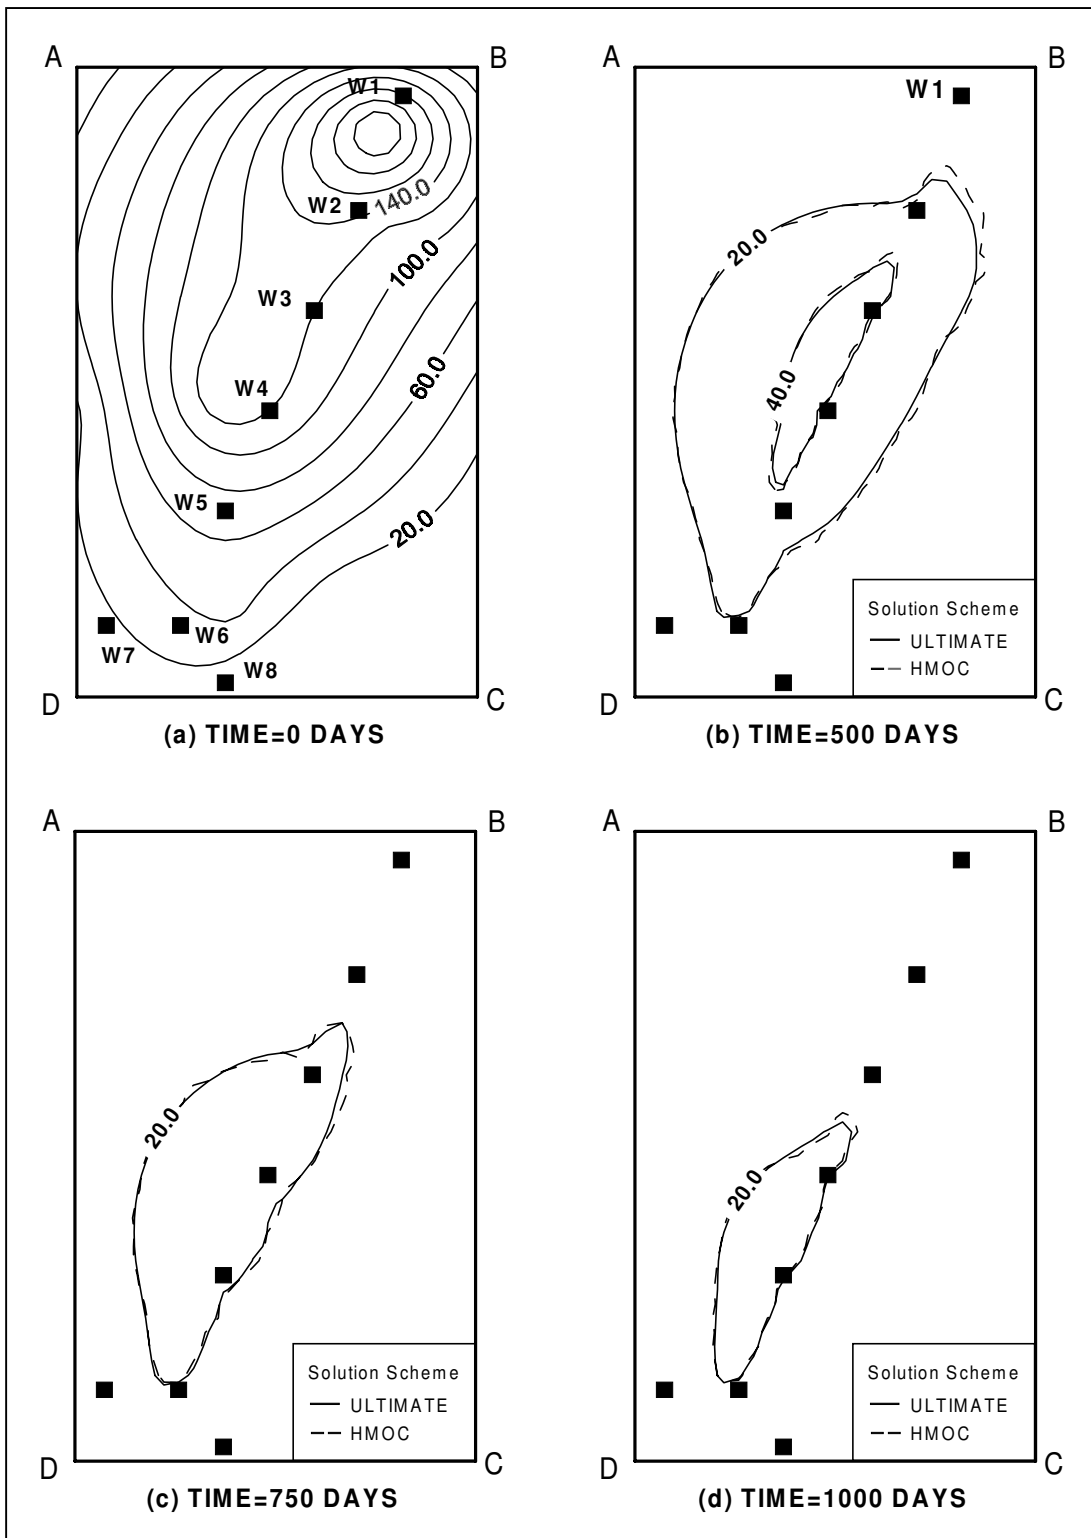 A
B
W1
W2
140.0
100.0
W3
60.0
W4
W5
20.0
W6
W7
W8
D
C
(a) TIME=0 DAYS
A
B
W1
20.0
40.0
Solution Scheme
ULTIMATE
HMOC
D
C
(b) TIME=500 DAYS
A
B
20.0
Solution Scheme
ULTIMATE
HMOC
D
C
(c) TIME=750 DAYS
A
B
20.0
Solution Scheme
ULTIMATE
HMOC
D
C
(d) TIME=1000 DAYS